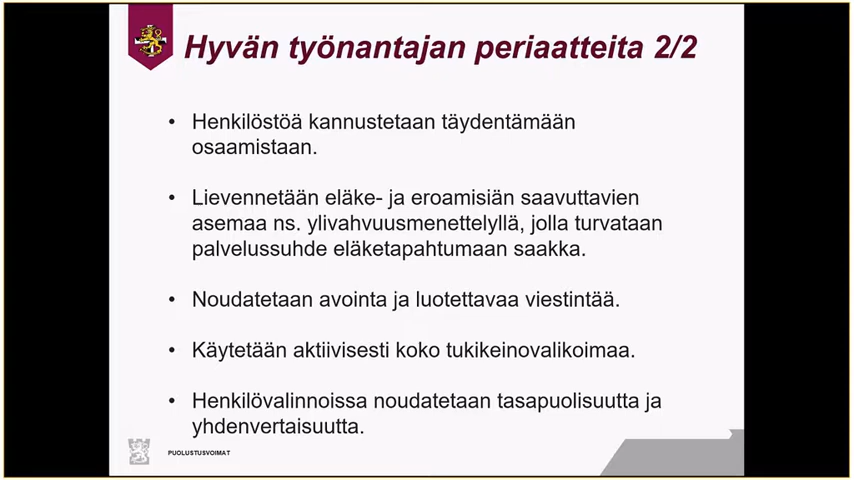 Hyvän työnantajan periaatteita 2/2
• Henkilöstöä kannustetaan täydentämään
osaamistaan.
• Lievennetään eläke- ja eroamisiän saavuttavien
asemaa ns. ylivahvuusmenettelyllä, jolla turvataan
palvelussuhde eläketapahtumaan saakka.
• Noudatetaan avointa ja luotettavaa viestintää.
• Käytetään aktiivisesti koko tukikeinovalikoimaa.
• Henkilövalinnoissa noudatetaan tasapuolisuutta ja
yhdenvertaisuutta.
PUOLUSTUSVOIMAT